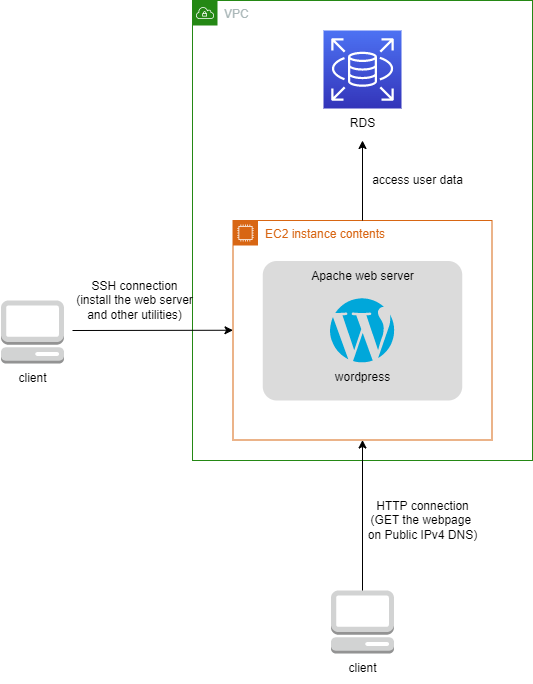 VPC
RDS
access user data
EC2 instance contents
Apache web server
wordpress
SSH connection
(install the web server
and other utilities)
client
HTTP connection
(GET the webpage
on Public IPv4 DNS)
client